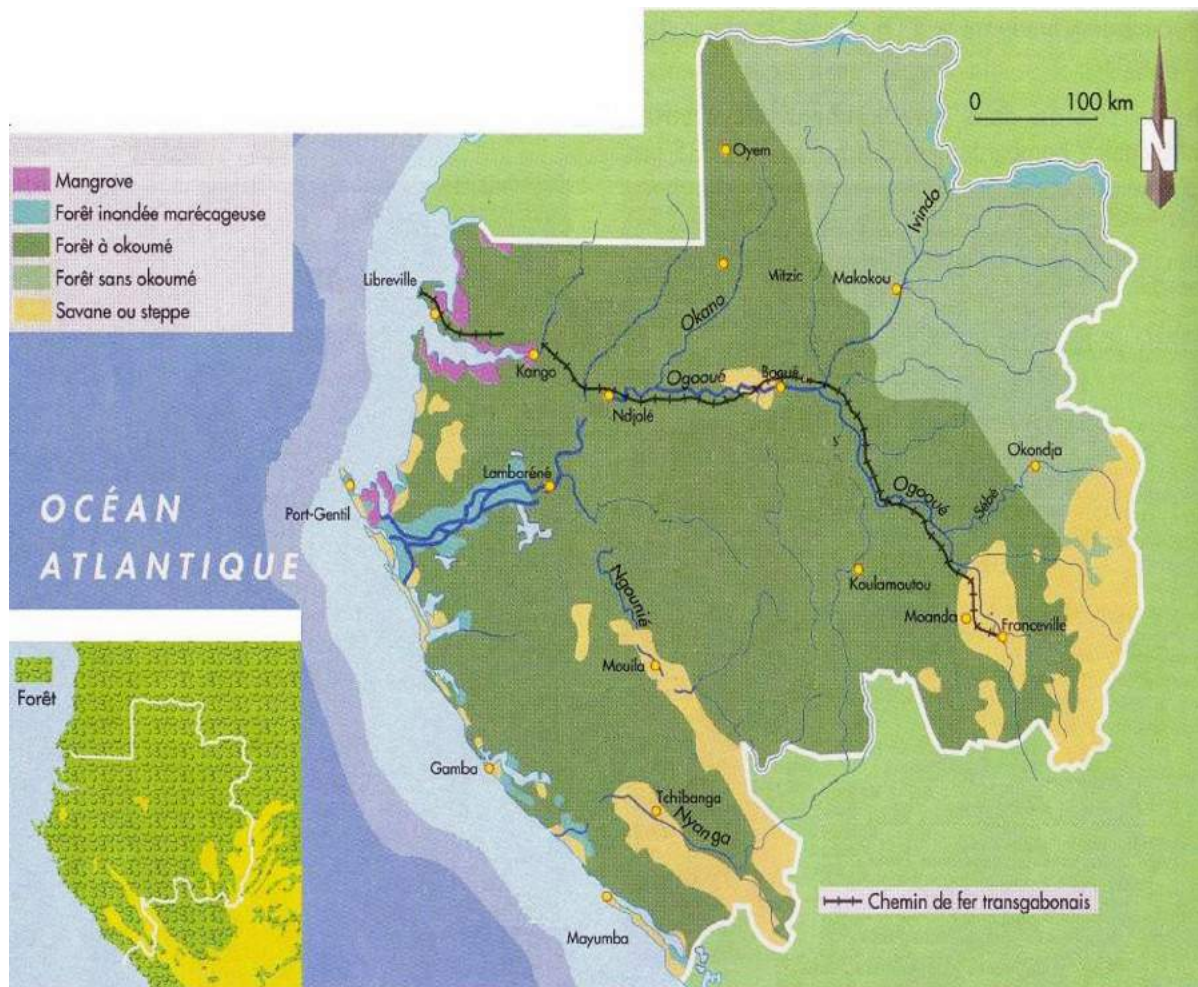 0 100 km
N
Mangrove
Forêt inondée marécageuse
Forêt à okoumé
Forêt sans okoumé
Savane ou steppe
Oyem
Ivindo
Libreville
Mitzic
Makokou
Okano
Kango
Ogooué
Booué
Ndjolé
Okondja
Lambaréné
Ogooué
Sébé
Port-Gentil
OCÉAN
ATLANTIQUE
Koulamoutou
Ngounié
Moanda
Franceville
Mouila
Forêt
Gamba
Tchibanga
Nyanga
Chemin de fer transgabonais
Mayumba